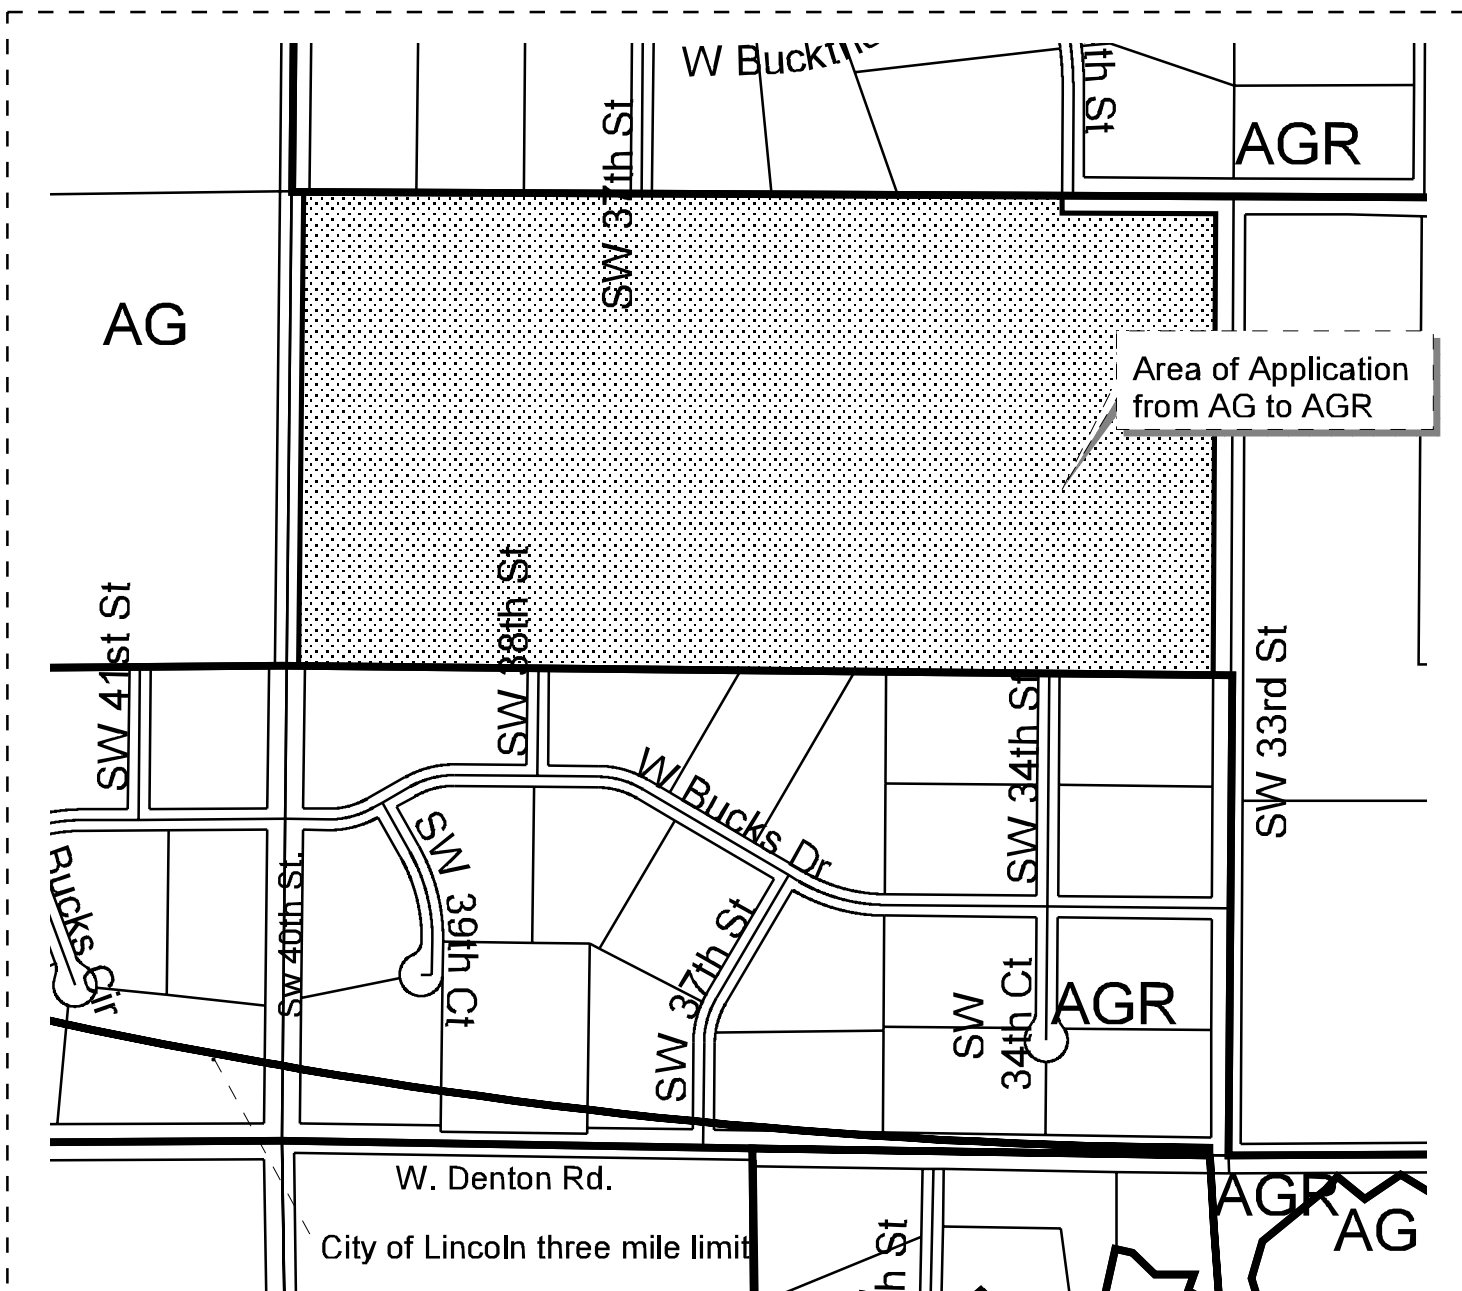 W Buckth
th St
SW 37th St
AGR
AG
Area of Application
from AG to AGR
SW 41st St
SW 38th St
SW 34th St
SW 33rd St
W Bucks Dr
SW 39th Ct
Bucks Cir
Sw 40th St.
SW 37th St
SW
34th Ct
AGR
W. Denton Rd.
AGR
AG
City of Lincoln three mile limit
h St